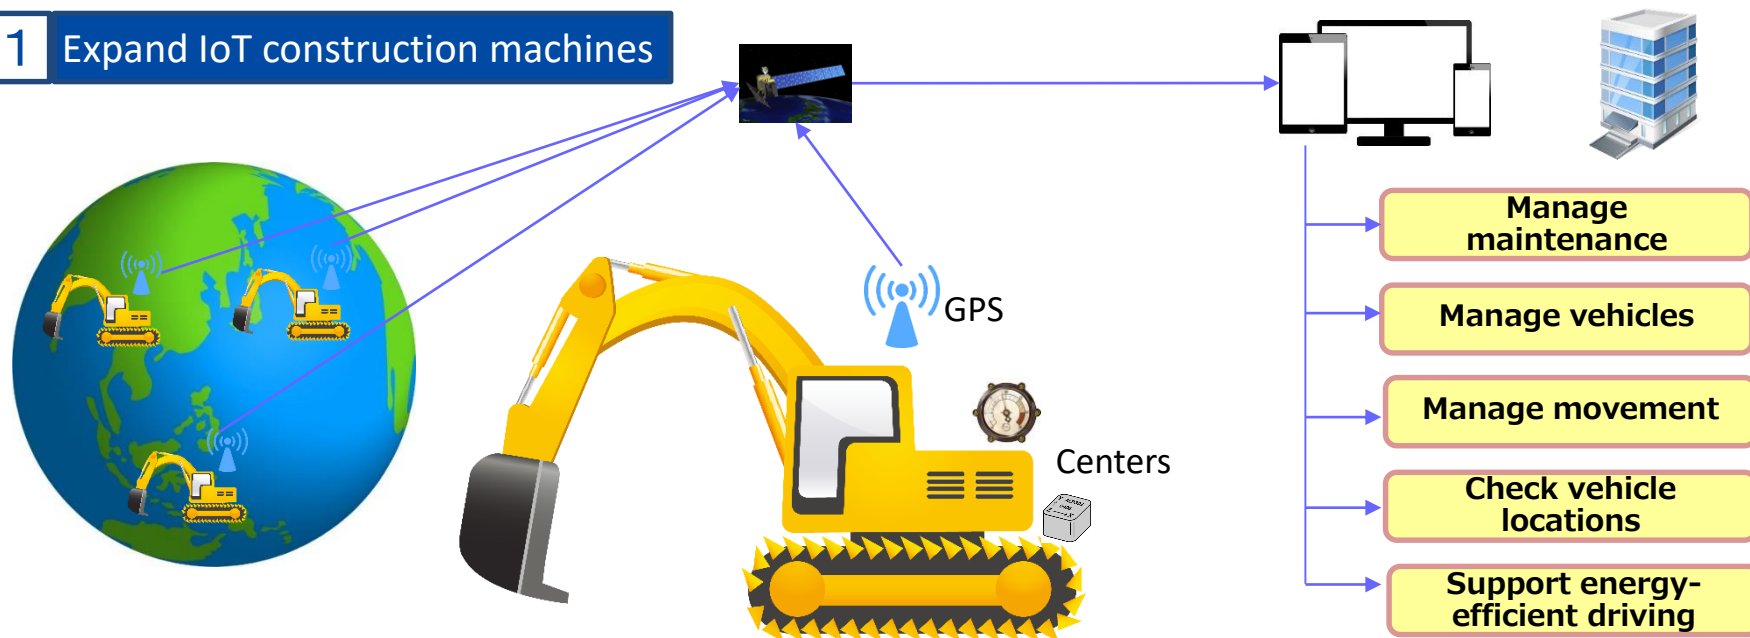 1 Expand IoT construction machines
GPS
Centers
Manage
maintenance
Manage vehicles
Manage movement
Check vehicle
locations
Support energy-
efficient driving